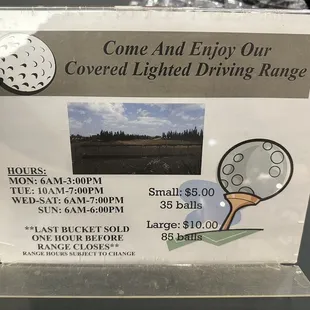 Come And Enjoy Our
Covered Lighted Driving Range
HOURS:
MON: 6AM-3:00PM
TUE: 10AM-7:00PM
WED-SAT: 6AM-7:00PM
SUN: 6AM-6:00PM
**LAST BUCKET SOLD
ONE HOUR BEFORE
RANGE CLOSES**
RANGE HOURS SUBJECT TO CHANGE
Small: $5.00
35 balls
Large: $10.00
85 balls